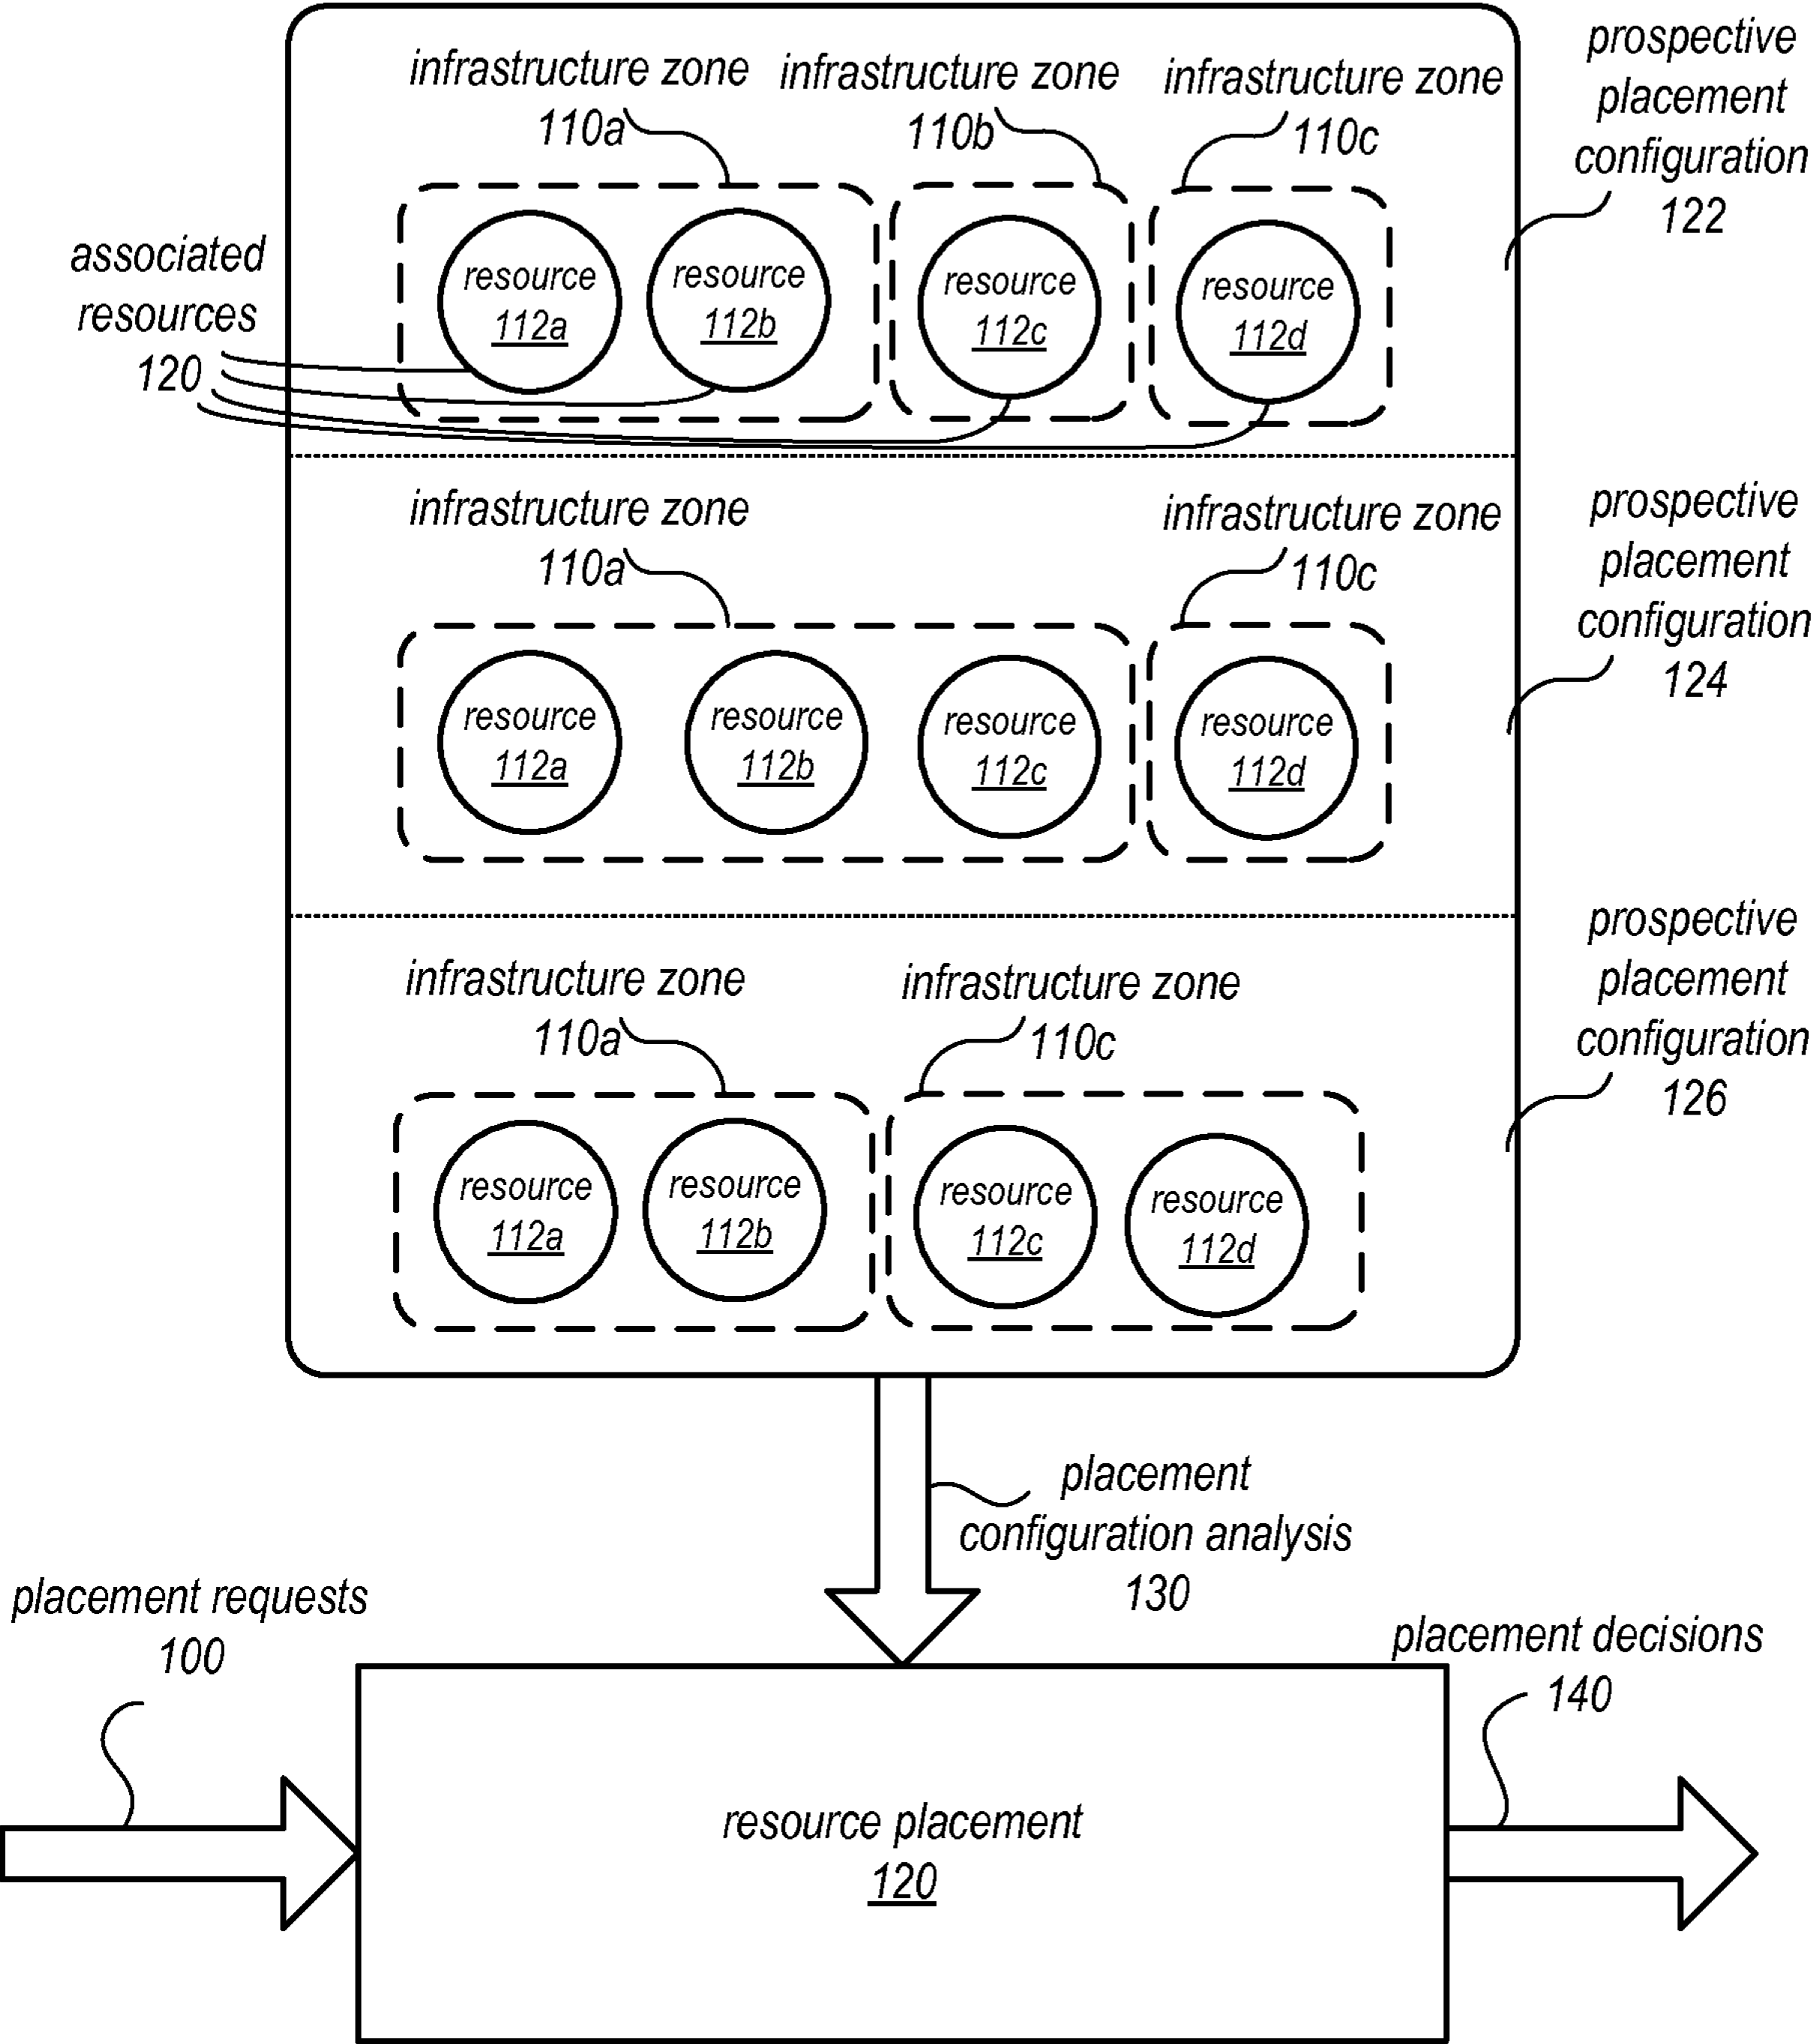 prospective
placement
configuration
122
infrastructure zone
110a
infrastructure zone
110b
infrastructure zone
110c
associated
resources
120
resource
112a
resource
112b
resource
112c
resource
112d
prospective
placement
configuration
124
infrastructure zone
110a
infrastructure zone
110c
resource
112a
resource
112b
resource
112c
resource
112d
prospective
placement
configuration
126
infrastructure zone
110a
infrastructure zone
110c
resource
112a
resource
112b
resource
112c
resource
112d
placement
configuration analysis
130
placement requests
100
placement decisions
140
resource placement
120